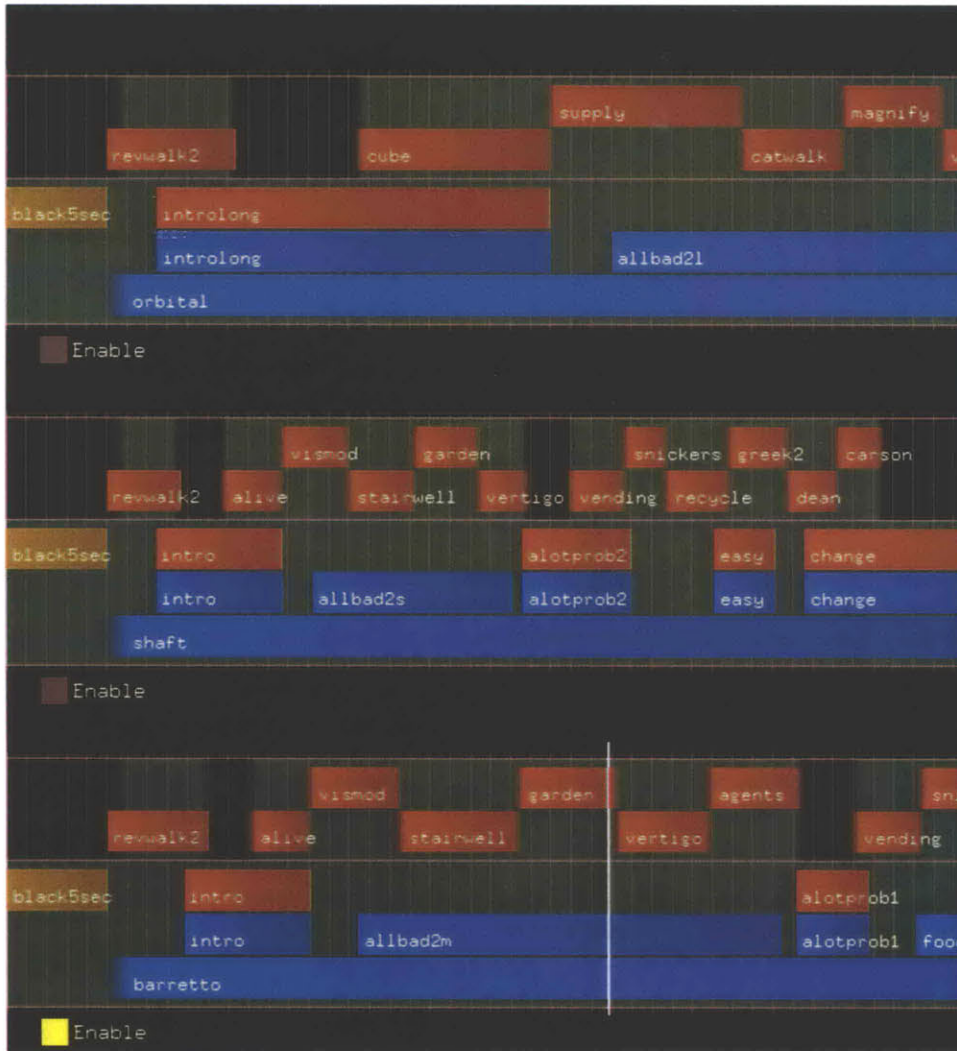 supply magnify
revwalk2 cube catwalk
black5sec introlong
introlong allbad2l
orbital
Enable
vismod garden snickers greek2 carson
revwalk2 alive stairwell vertigo vending recycle dean
black5sec intro alotprob2 easy change
intro allbad2s alotprob2 easy change
shaft
Enable
vismod garden agents sni
revwalk2 alive stairwell vertigo vending
black5sec intro alotprob1
intro allbad2m alotprob1 foo
barretto
Enable